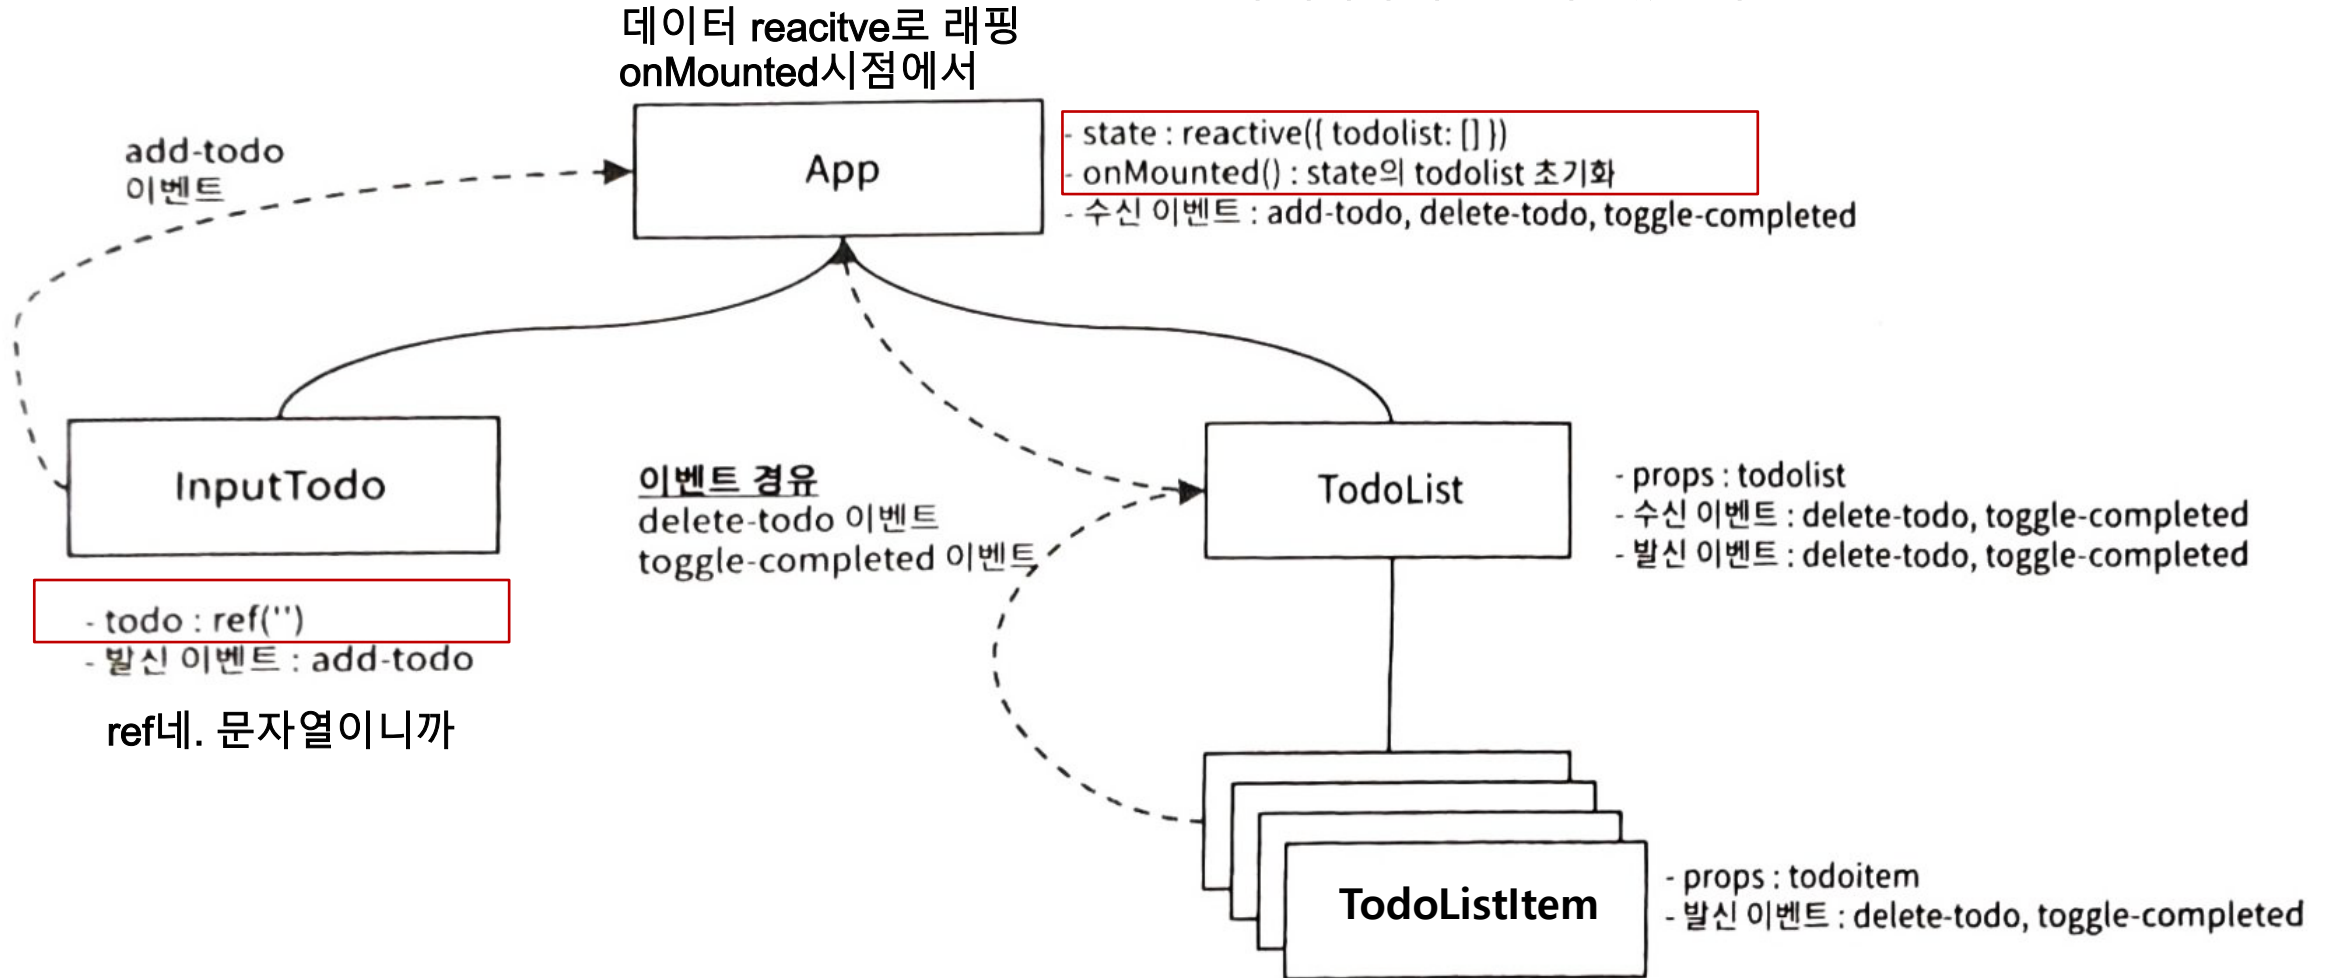 데이터 reacitve로 래핑
onMounted시점에서
add-todo
이벤트
App
- state : reactive({ todolist: [] })
- onMounted() : state의 todolist 초기화
- 수신 이벤트 : add-todo, delete-todo, toggle-completed
InputTodo
- todo : ref('')
- 발신 이벤트 : add-todo
ref네. 문자열이니까
이벤트 경유
delete-todo 이벤트
toggle-completed 이벤트
TodoList
- props : todolist
- 수신 이벤트 : delete-todo, toggle-completed
- 발신 이벤트 : delete-todo, toggle-completed
TodoListItem
- props : todoitem
- 발신 이벤트 : delete-todo, toggle-completed